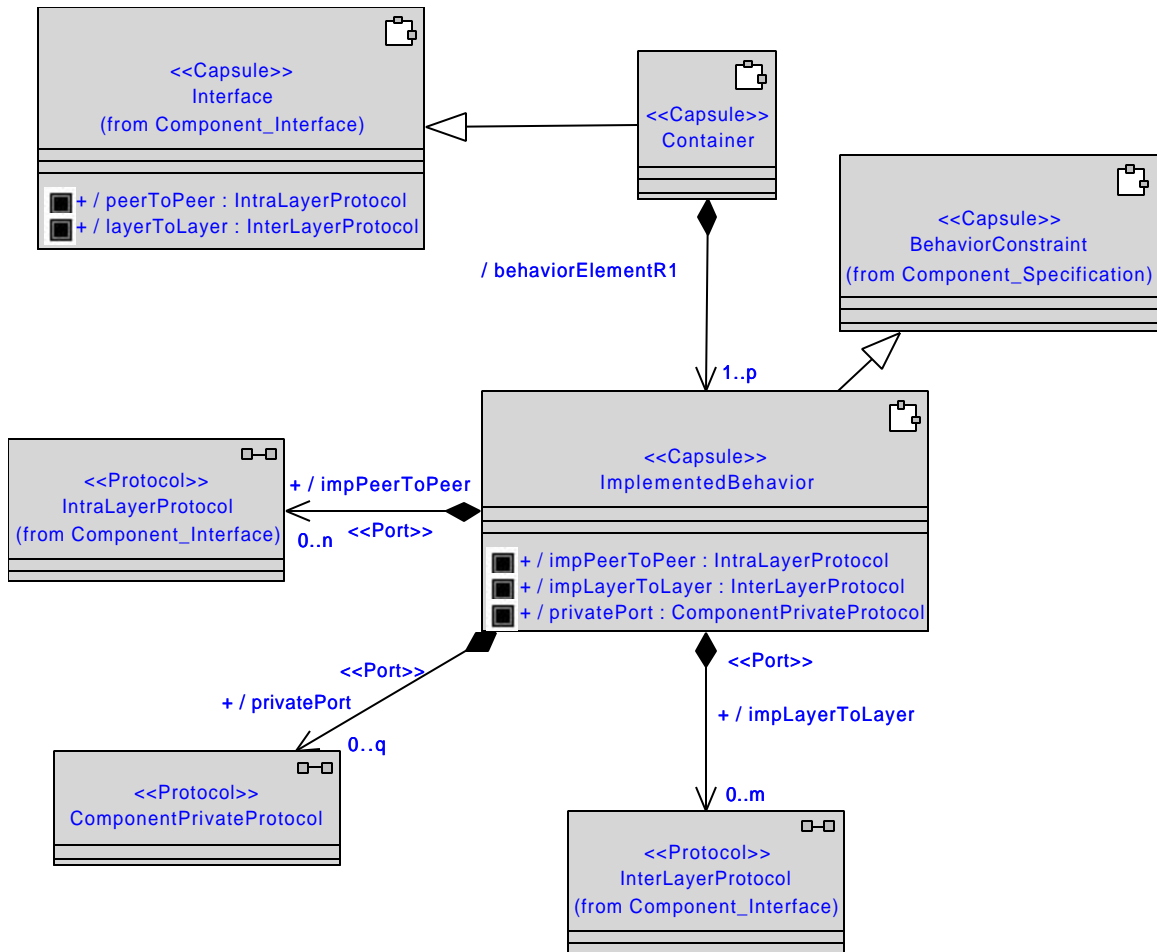 <<Capsule>>
Interface
(from Component_Interface)
+ / peerToPeer : IntraLayerProtocol
+ / layerToLayer : InterLayerProtocol
<<Capsule>>
Container
<<Capsule>>
BehaviorConstraint
(from Component_Specification)
/ behaviorElementR1
1..p
<<Capsule>>
ImplementedBehavior
+ / impPeerToPeer : IntraLayerProtocol
+ / impLayerToLayer : InterLayerProtocol
+ / privatePort : ComponentPrivateProtocol
<<Protocol>>
IntraLayerProtocol
(from Component_Interface)
+ / impPeerToPeer
0..n
<<Port>>
<<Port>>
+ / privatePort
0..q
<<Port>>
+ / impLayerToLayer
0..m
<<Protocol>>
ComponentPrivateProtocol
<<Protocol>>
InterLayerProtocol
(from Component_Interface)